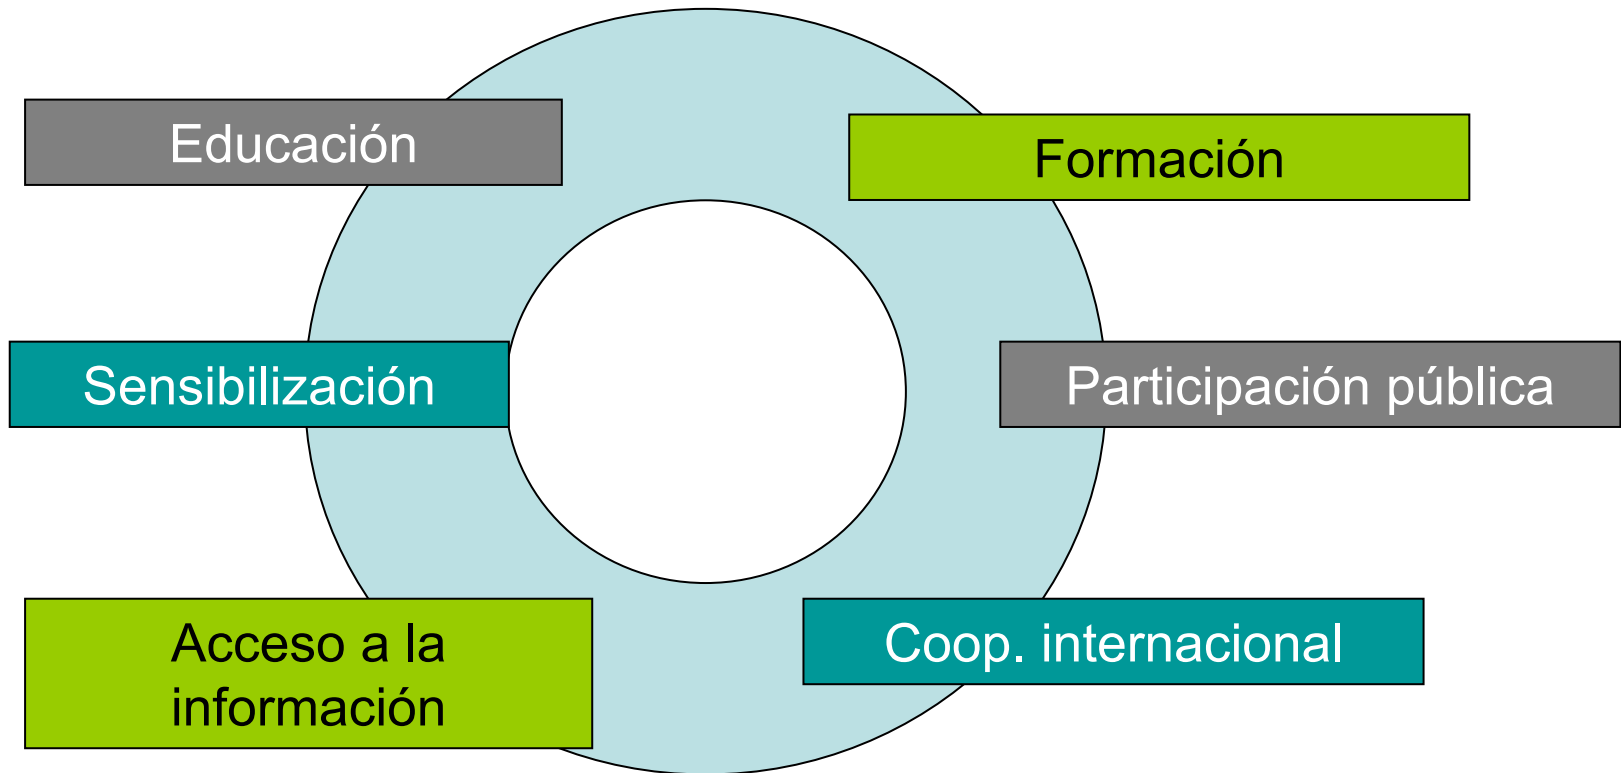 Educación
Formación
Sensibilización
Participación pública
Acceso a la
información
Coop. internacional